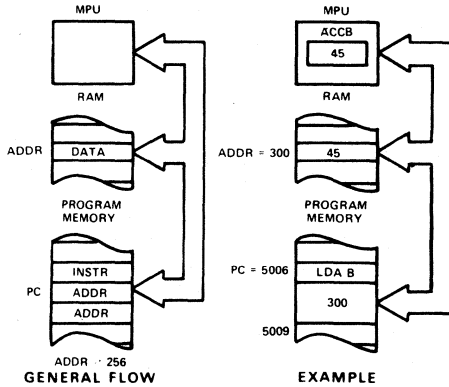 MPU
RAM
ADDR
DATA
PROGRAM
MEMORY
PC
INSTR
ADDR
ADDR
ADDR 256
GENERAL FLOW
MPU
ACCB
45
RAM
ADDR = 300
45
PROGRAM
MEMORY
PC = 5006
LDA B
300
5009
EXAMPLE